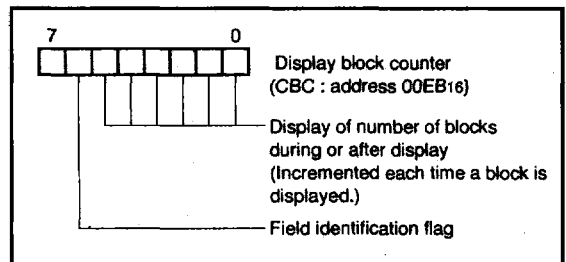 7 0
Display block counter
(CBC : address 00EB16)
Display of number of blocks
during or after display
(Incremented each time a block is
displayed.)
Field identification flag